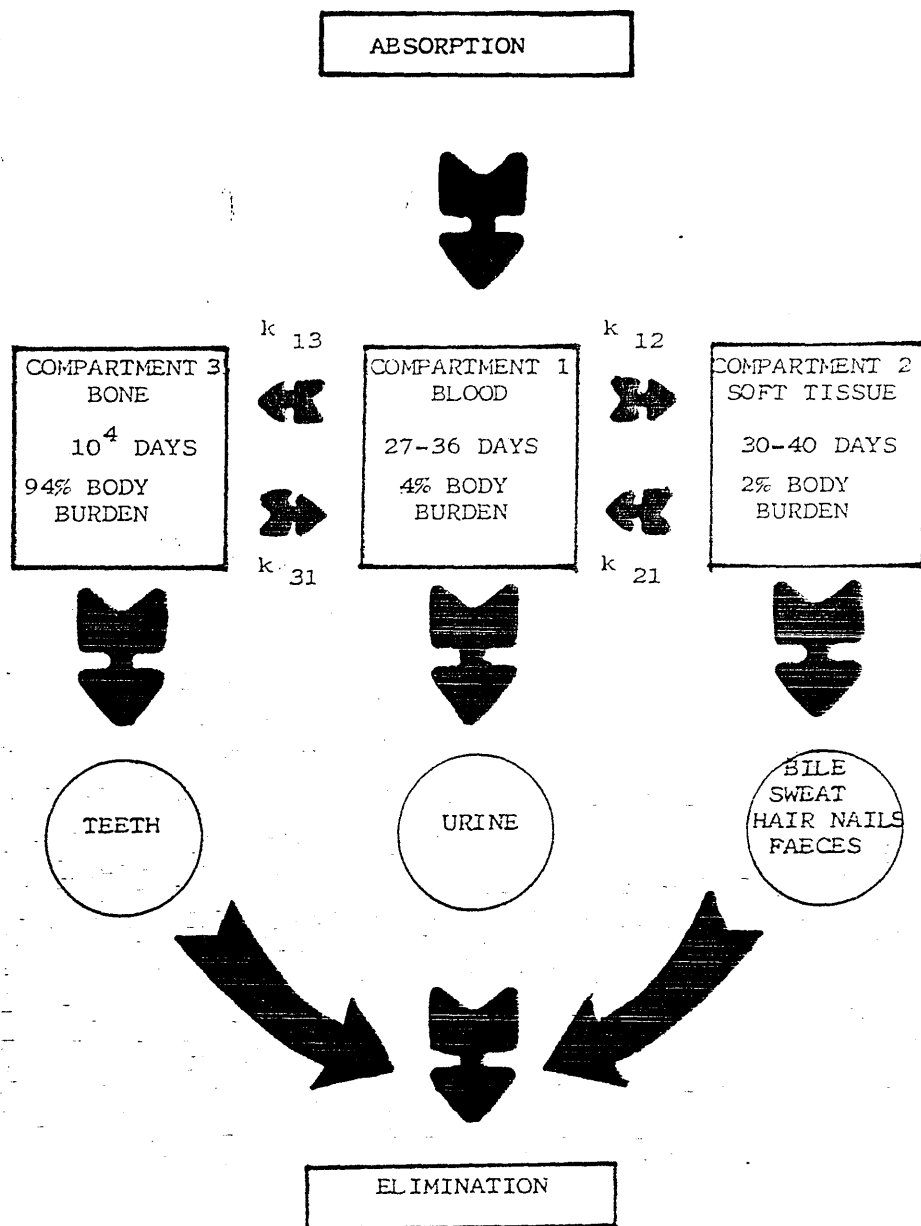 ABSORPTION
k 13
k 12
COMPARTMENT 3
BONE
10⁴ DAYS
94% BODY
BURDEN
COMPARTMENT 1
BLOOD
27-36 DAYS
4% BODY
BURDEN
COMPARTMENT 2
SOFT TISSUE
30-40 DAYS
2% BODY
BURDEN
k 31
k 21
TEETH
URINE
BILE
SWEAT
HAIR NAILS
FAECES
ELIMINATION